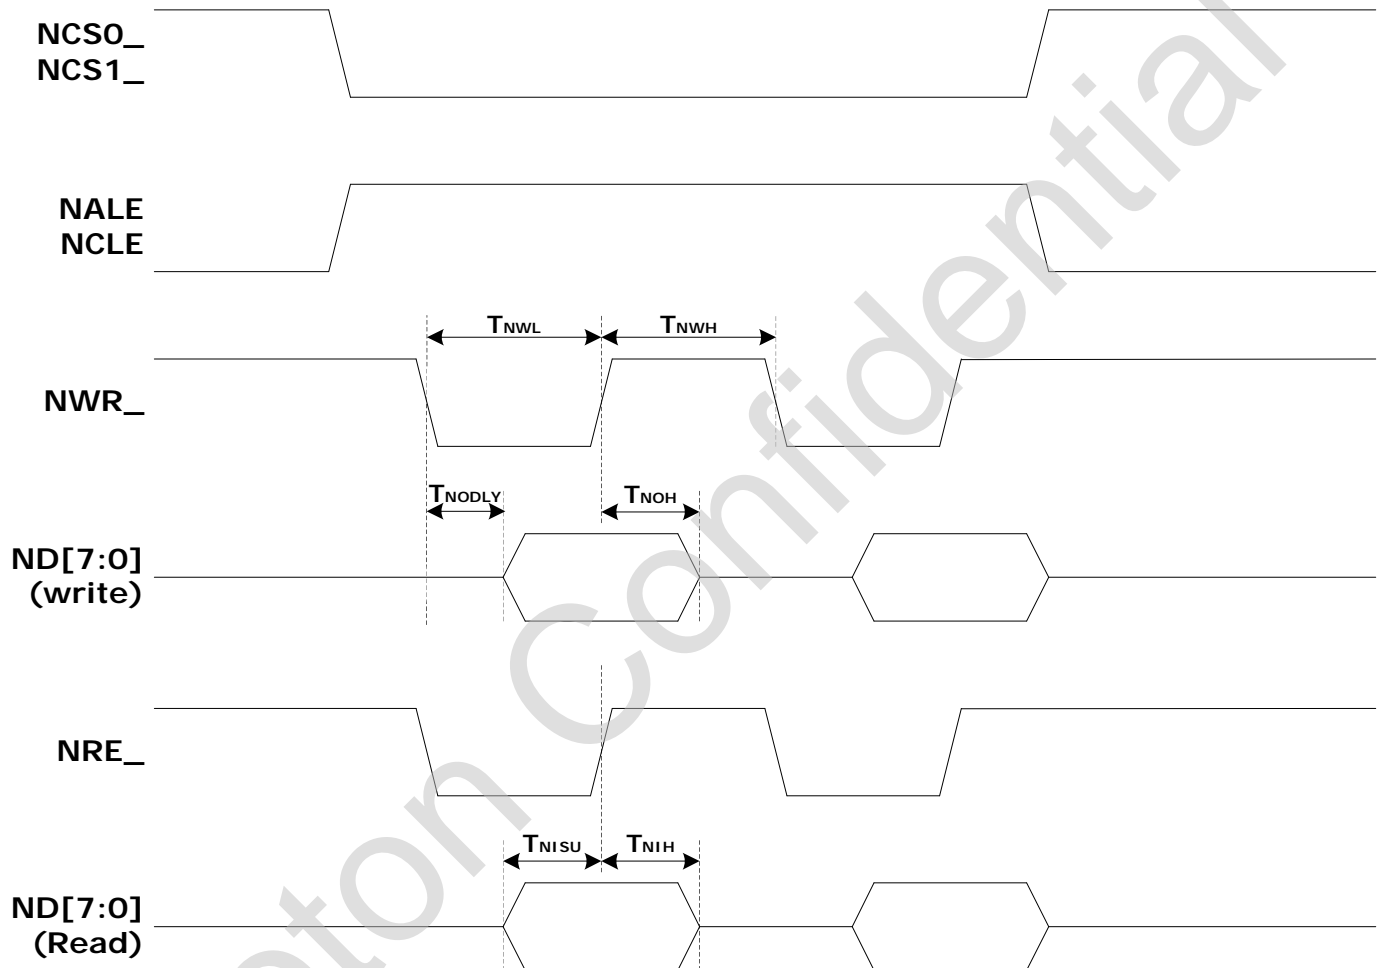 NCS0_
NCS1_
NALE
NCLE
TNWL TNWH
NWR_
TNODLY TNOH
ND[7:0]
(write)
NRE_
TNISU TNIH
ND[7:0]
(Read)
Confidential